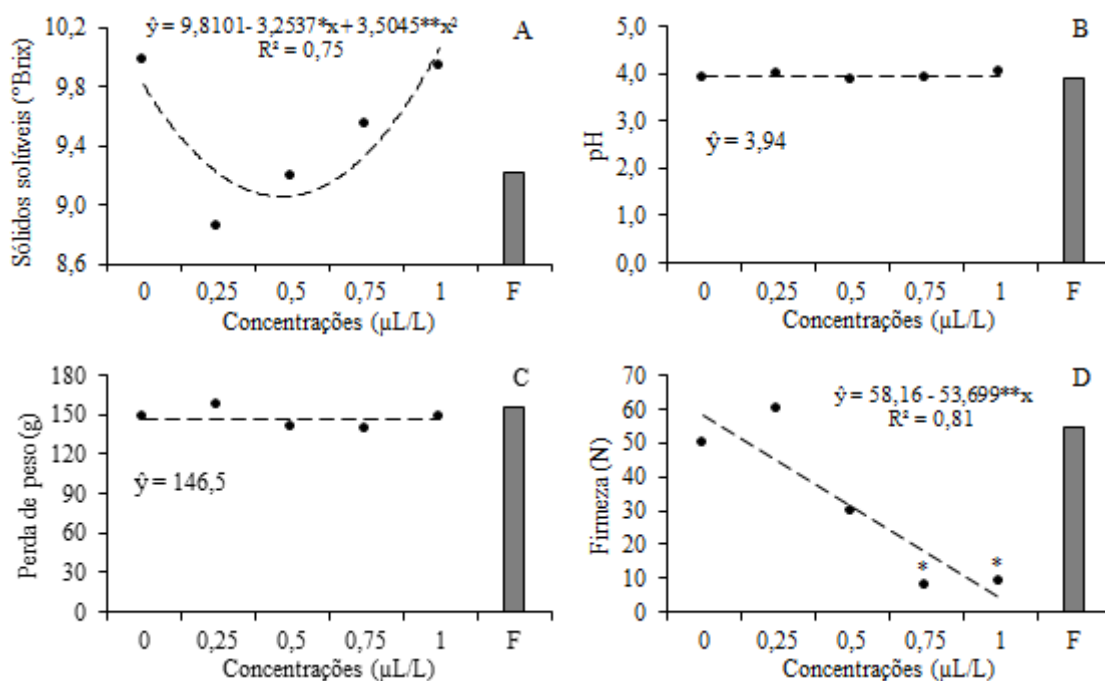 A
ŷ = 9,8101- 3,2537*x + 3,5045**x²
R² = 0,75
Sólidos solúveis (°Brix)
10,2
9,8
9,4
9,0
8,6
0 0,25 0,5 0,75 1 F
Concentrações (µL/L)
B
ŷ = 3,94
pH
5,0
4,0
3,0
2,0
1,0
0,0
0 0,25 0,5 0,75 1 F
Concentrações (µL/L)
C
ŷ = 146,5
Perda de peso (g)
180
150
120
90
60
30
0
0 0,25 0,5 0,75 1 F
Concentrações (µL/L)
D
ŷ = 58,16 - 53,699**x
R² = 0,81
Firmeza (N)
70
60
50
40
30
20
10
0
* *
0 0,25 0,5 0,75 1 F
Concentrações (µL/L)